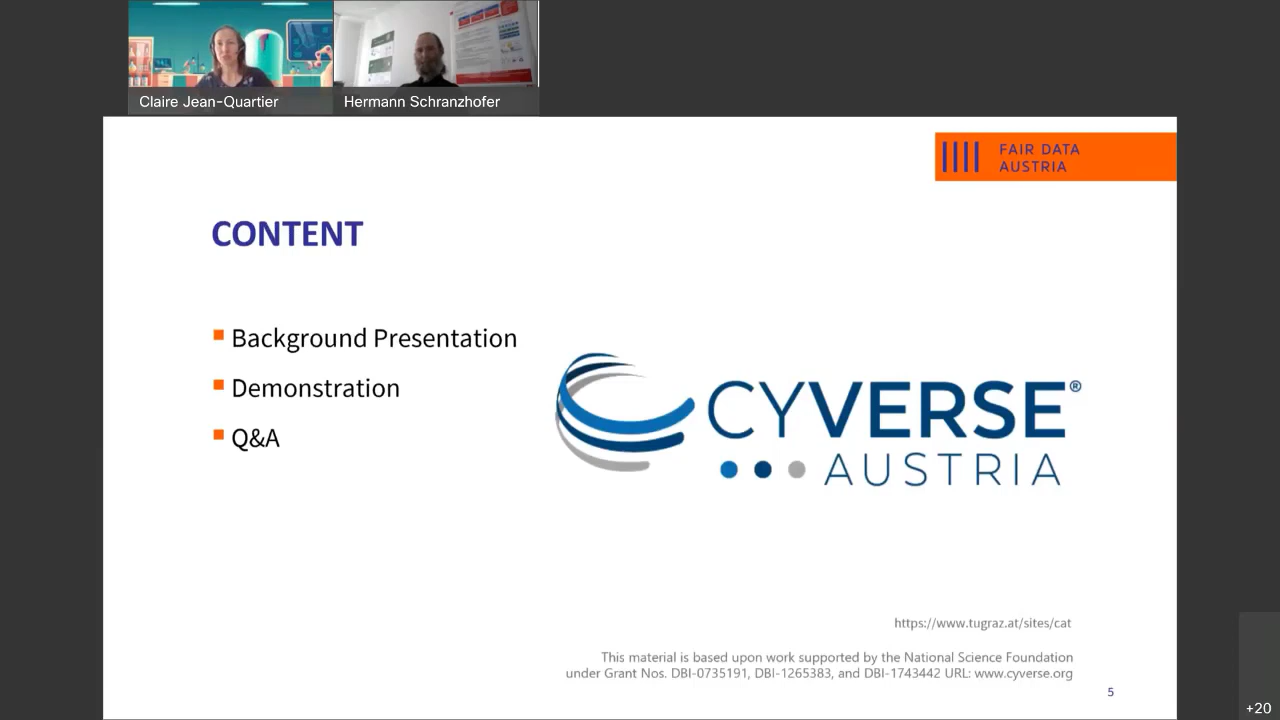 Claire Jean-Quartier
Hermann Schranzhofer
FAIR DATA
AUSTRIA
CONTENT
Background Presentation
Demonstration
Q&A
CYVERSE®
AUSTRIA
https://www.tugraz.at/sites/cat
This material is based upon work supported by the National Science Foundation
under Grant Nos. DBI-0735191, DBI-1265383, and DBI-1743442 URL: www.cyverse.org
5
+20